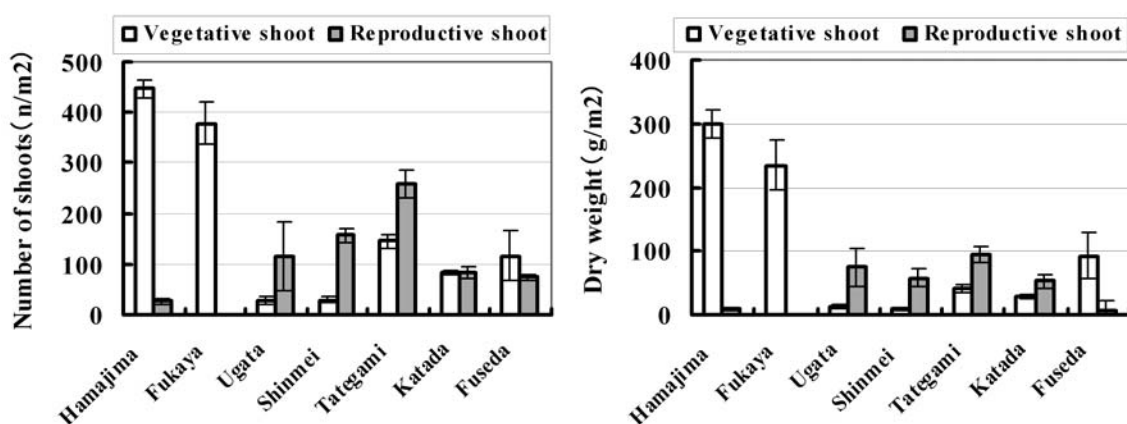 Vegetative shoot Reproductive shoot
Number of shoots ( n/m2)
500
400
300
200
100
0
Hamajima
Fukaya
Ugata
Shinmei
Tategami
Katada
Fuseda
Vegetative shoot Reproductive shoot
Dry weight ( g/m2)
400
300
200
100
0
Hamajima
Fukaya
Ugata
Shinmei
Tategami
Katada
Fuseda